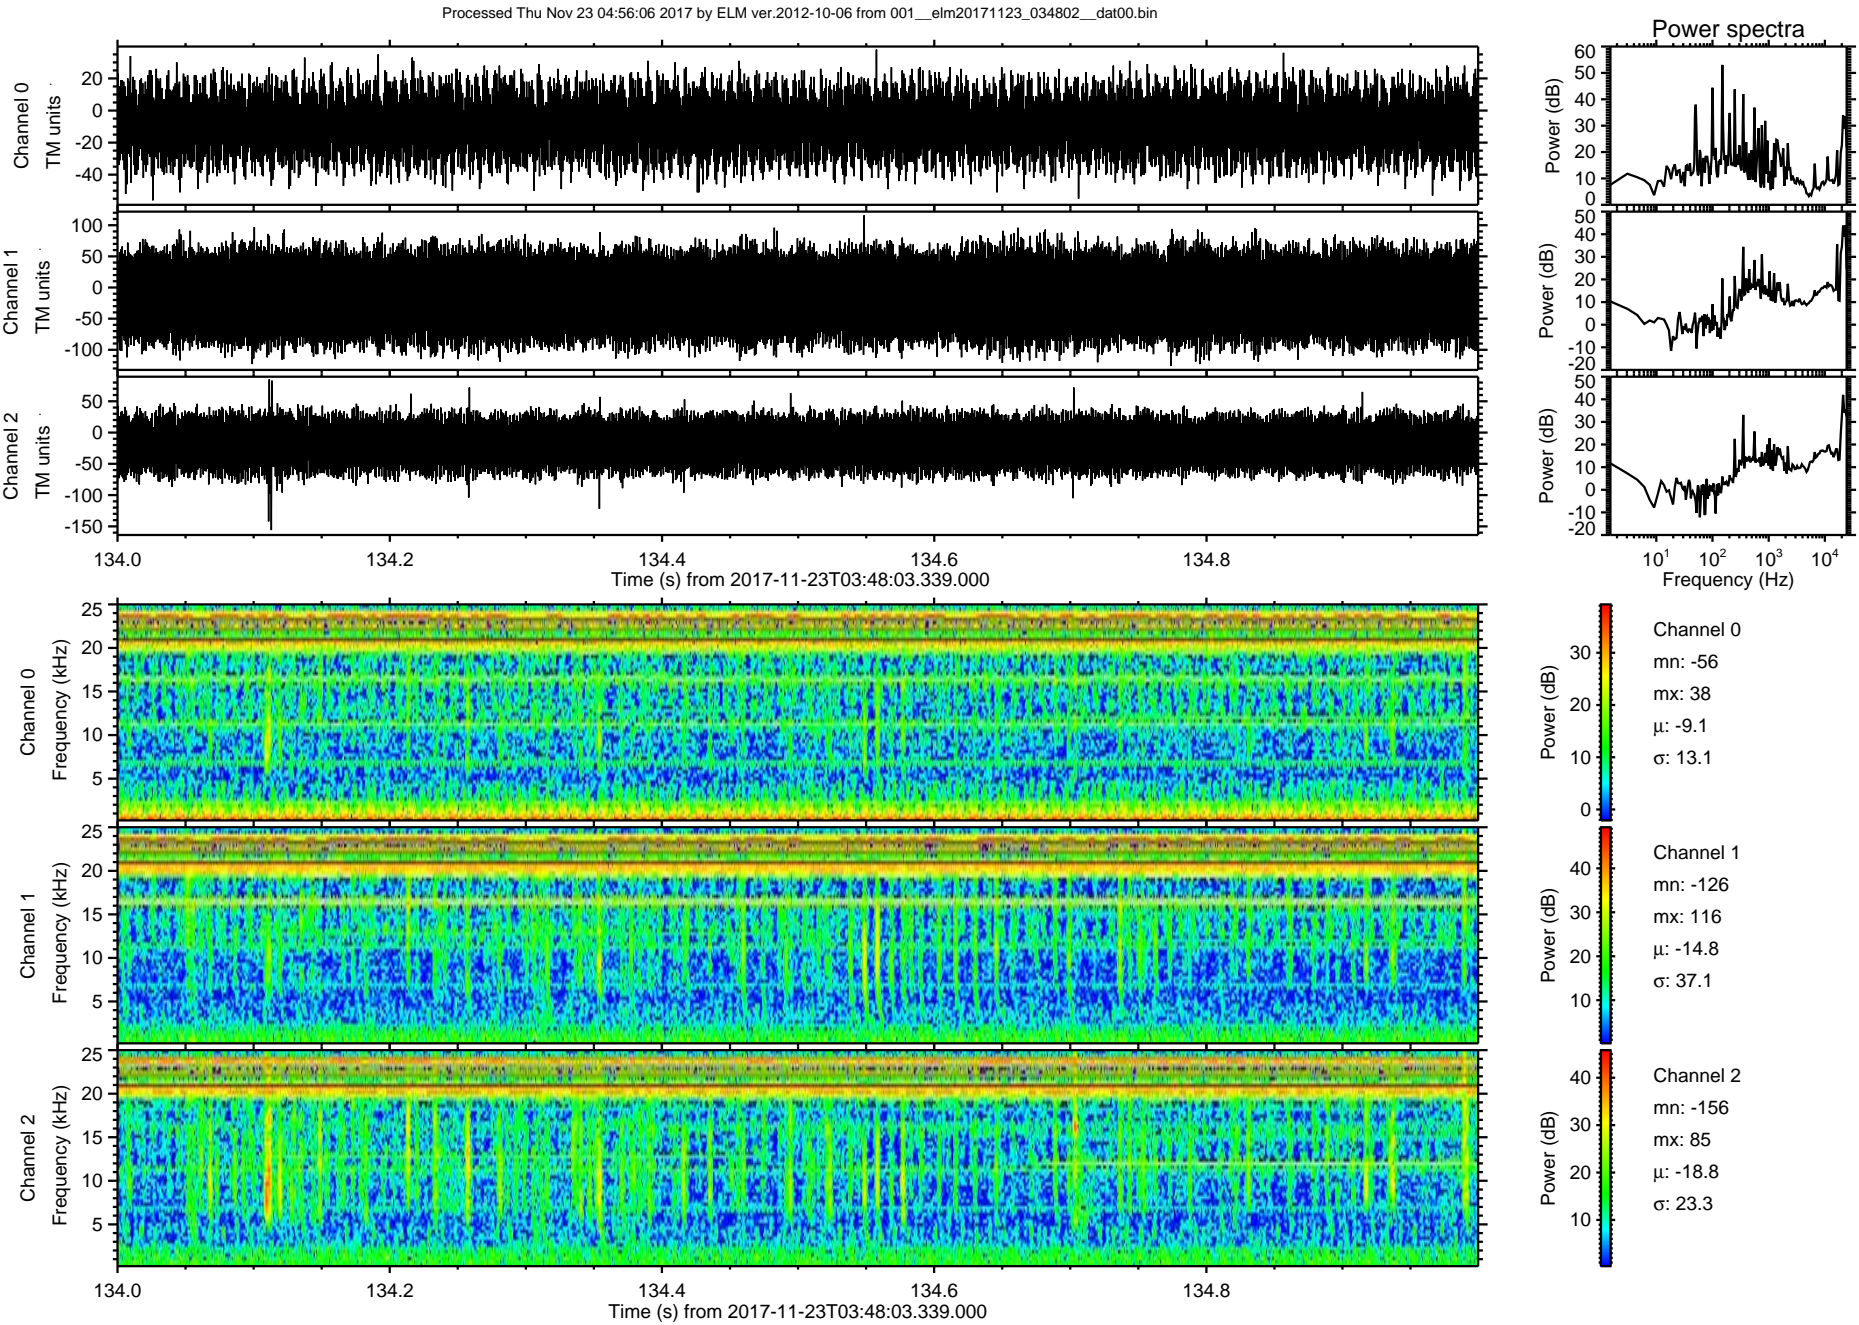 Processed Thu Nov 23 04:56:06 2017 by ELM ver.2012-10-06 from 001__elm20171123_034802__dat00.bin
Power spectra
Channel 0
TM units
20
0
-20
-40
Power (dB)
60
50
40
30
20
10
0
Channel 1
TM units
100
50
0
-50
-100
Power (dB)
50
40
30
20
10
0
-10
-20
Channel 2
TM units
50
0
-50
-100
-150
Power (dB)
50
40
30
20
10
0
-10
-20
134.0 134.2 134.4 134.6 134.8
Time (s) from 2017-11-23T03:48:03.339.000
10¹ 10² 10³ 10⁴
Frequency (Hz)
Channel 0
Frequency (kHz)
25
20
15
10
5
Power (dB)
30
20
10
0
Channel 0
mn: -56
mx: 38
μ: -9.1
σ: 13.1
Channel 1
Frequency (kHz)
25
20
15
10
5
Power (dB)
40
30
20
10
Channel 1
mn: -126
mx: 116
μ: -14.8
σ: 37.1
Channel 2
Frequency (kHz)
25
20
15
10
5
Power (dB)
40
30
20
10
Channel 2
mn: -156
mx: 85
μ: -18.8
σ: 23.3
134.0 134.2 134.4 134.6 134.8
Time (s) from 2017-11-23T03:48:03.339.000